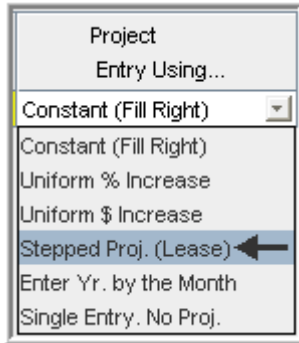 Project
Entry Using...
Constant (Fill Right)
Constant (Fill Right)
Uniform % Increase
Uniform $ Increase
Stepped Proj. (Lease)
Enter Yr. by the Month
Single Entry. No Proj.